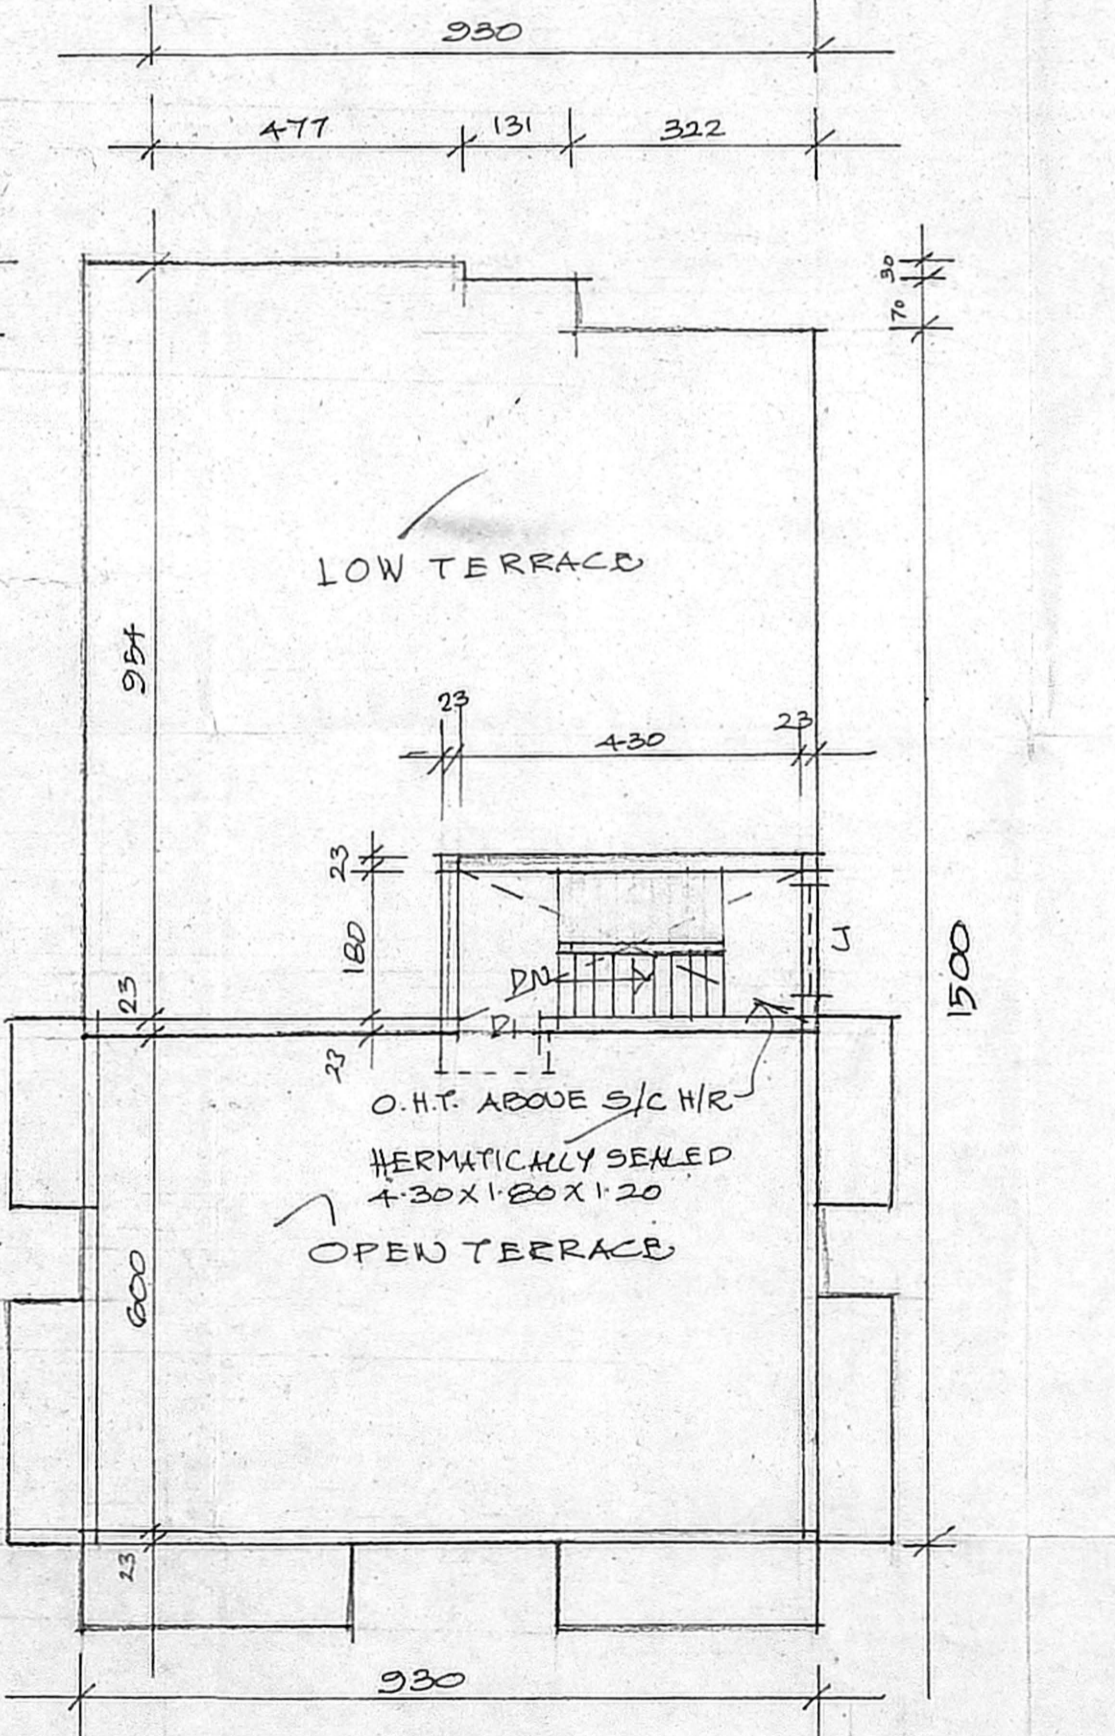 930
477 131 322
30
70
LOW TERRACE
954
23 23
430
23
180
J
23
DN
1500
D1
23
O.H.T. ABOVE S/C H/R
HERMATICALLY SEALED
4.30 X 1.80 X 1.20
OPEN TERRACE
600
23
930